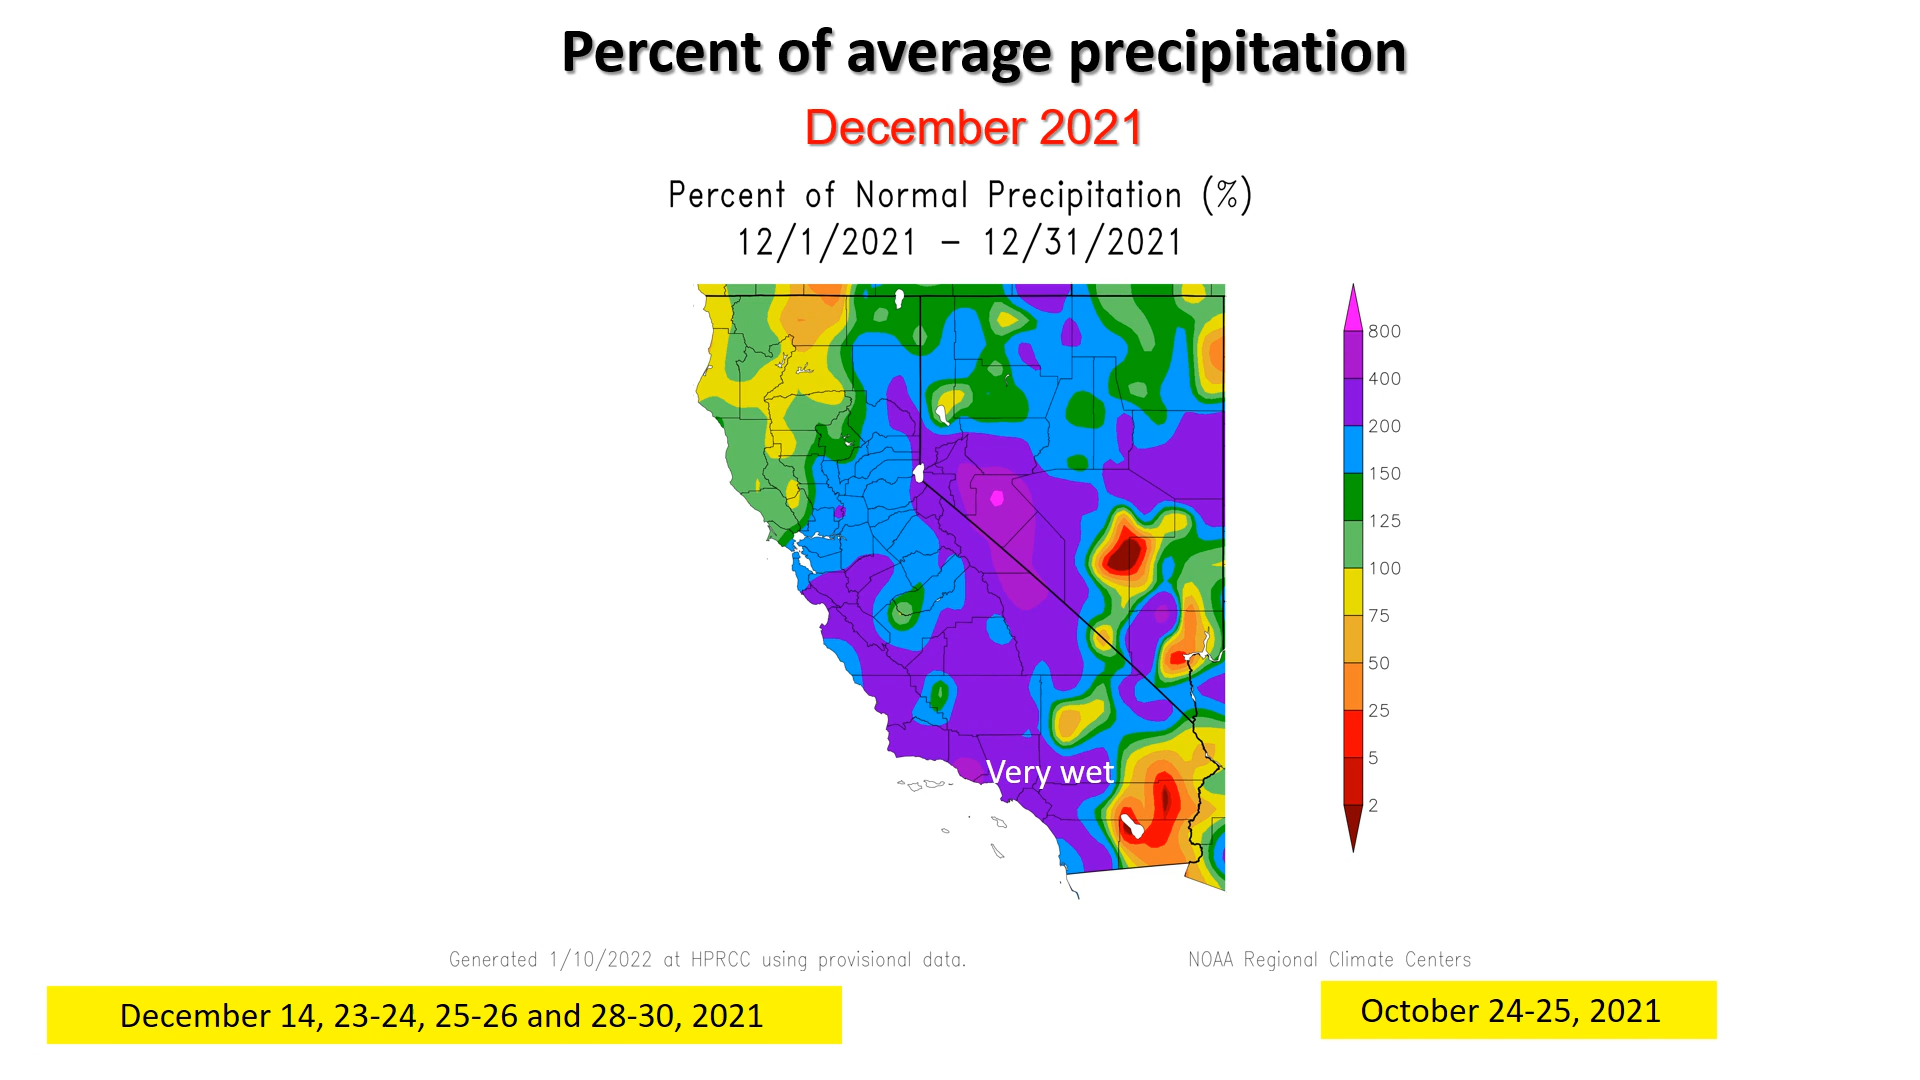 Percent of average precipitation
December 2021
Percent of Normal Precipitation (%)
12/1/2021 – 12/31/2021
800
400
200
150
125
100
75
50
25
5
2
Very wet
Generated 1/10/2022 at HPRCC using provisional data.
NOAA Regional Climate Centers
December 14, 23-24, 25-26 and 28-30, 2021
October 24-25, 2021